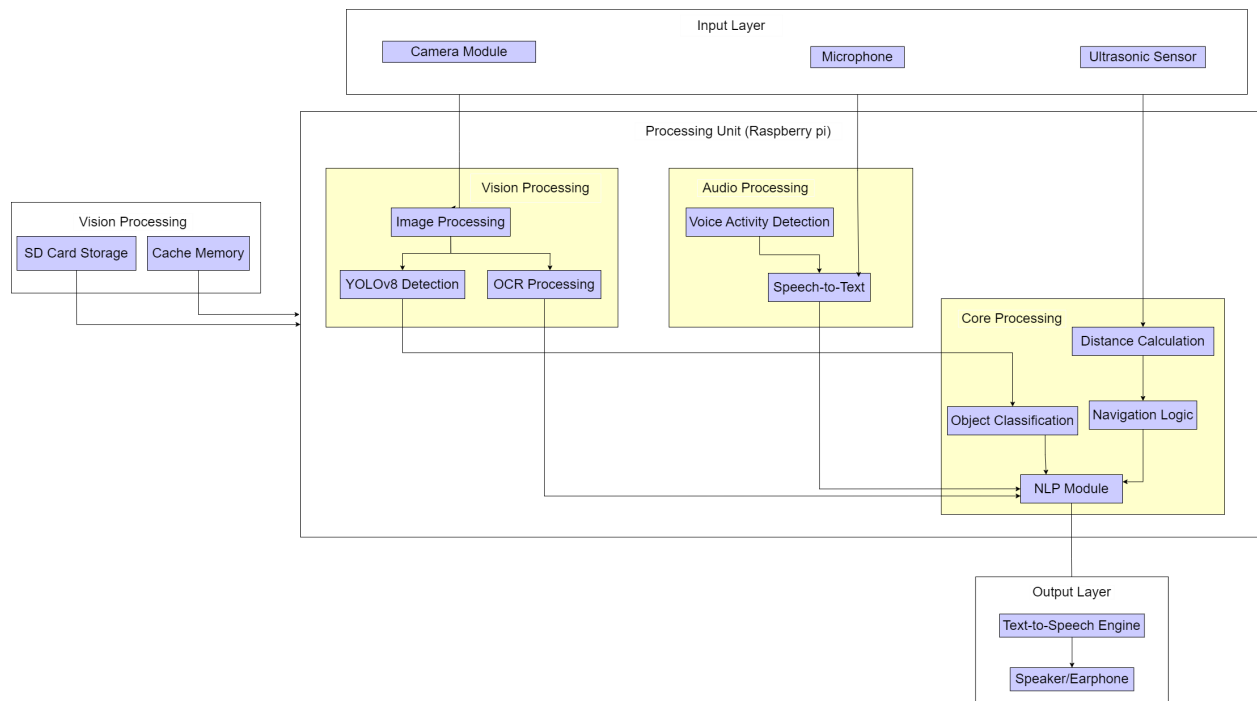 Input Layer
Camera Module
Microphone
Ultrasonic Sensor
Processing Unit (Raspberry pi)
Vision Processing
Image Processing
YOLOv8 Detection
OCR Processing
Audio Processing
Voice Activity Detection
Speech-to-Text
Vision Processing
SD Card Storage
Cache Memory
Core Processing
Distance Calculation
Object Classification
Navigation Logic
NLP Module
Output Layer
Text-to-Speech Engine
Speaker/Earphone